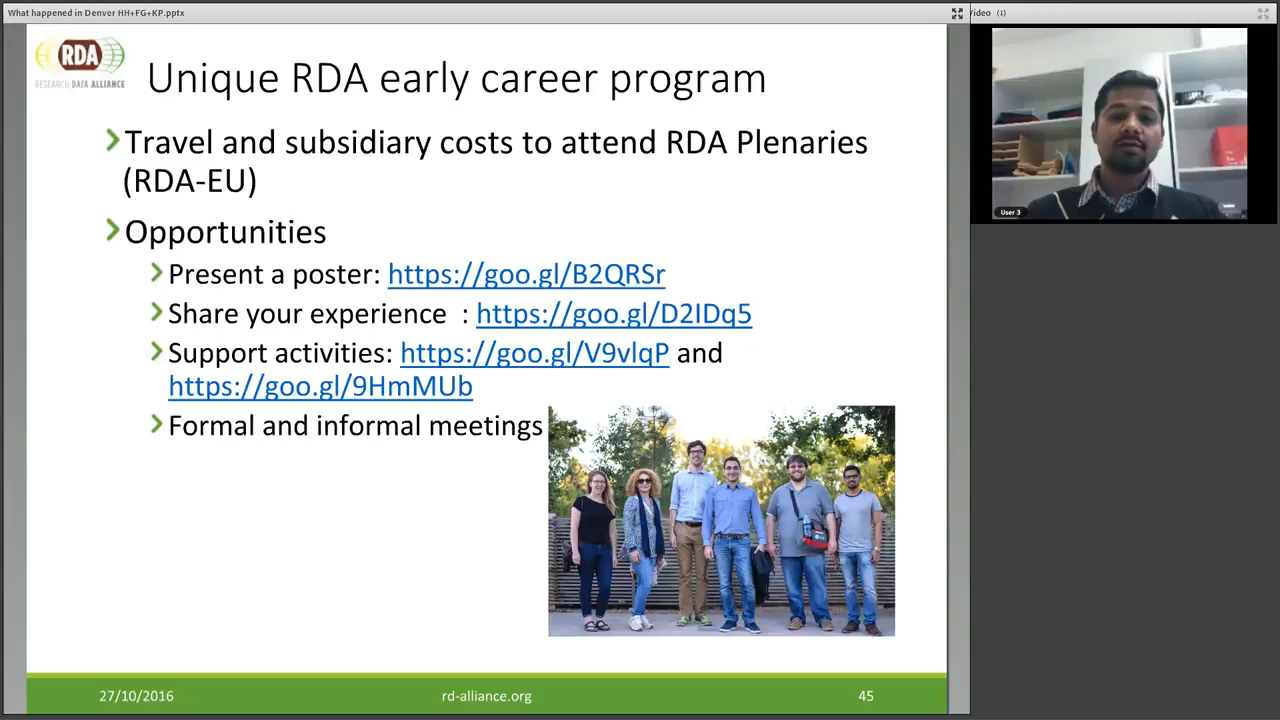 What happened in Denver HH+FG+KP.pptx
Video (1)
RDA
RESEARCH DATA ALLIANCE
Unique RDA early career program
Travel and subsidiary costs to attend RDA Plenaries
(RDA-EU)
Opportunities
Present a poster: https://goo.gl/B2QRSr
Share your experience : https://goo.gl/D2IDq5
Support activities: https://goo.gl/V9vlqP and
https://goo.gl/9HmMUb
Formal and informal meetings
User 3
27/10/2016
rd-alliance.org
45